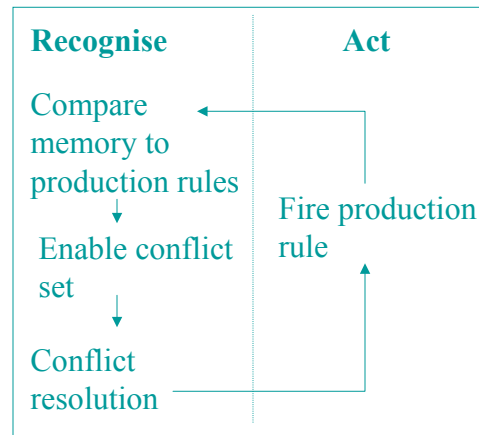 Recognise
Act
Compare
memory to
production rules
Enable conflict
set
Conflict
resolution
Fire production
rule